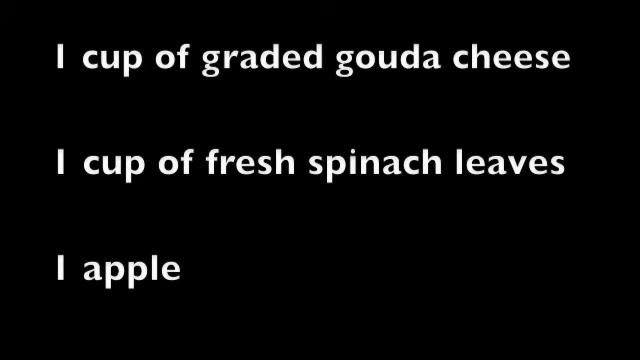 1 cup of graded gouda cheese
1 cup of fresh spinach leaves
1 apple